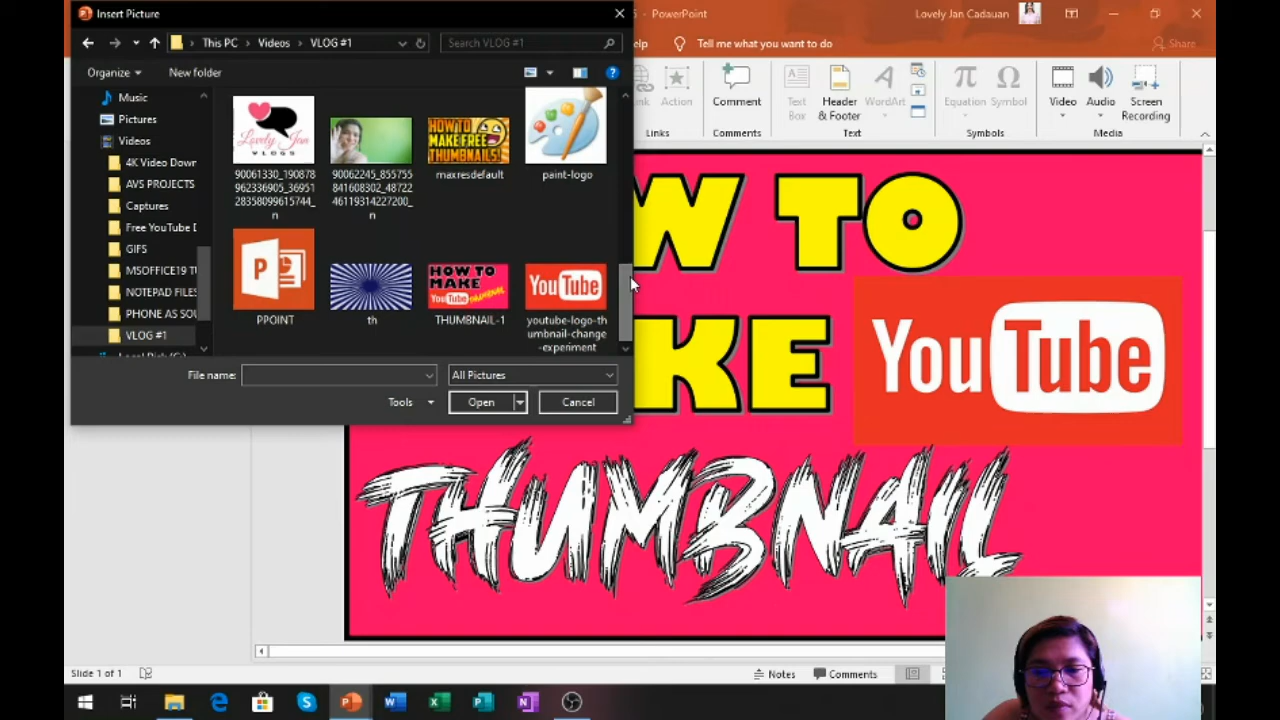 Insert Picture
PowerPoint
Lovely Jan Cadauan
This PC
Videos
VLOG #1
Search VLOG #1
Tell me what you want to do
Share
Organize
New folder
Action
Comment
Text
Box
Header
& Footer
WordArt
Equation
Symbol
Video
Audio
Screen
Recording
Links
Comments
Text
Symbols
Media
Music
Pictures
Videos
4K Video Down
AVS PROJECTS
Captures
Free YouTube D
GIFS
MSOFFICE19 TU
NOTEPAD FILES
PHONE AS SOU
VLOG #1
Lovely Jan
VLOGS
90061330_190878
962336905_36951
28358099615744_
n
90062245_855755
841608302_48722
46119314227200_
n
HOW TO
MAKE FREE
THUMBNAILS!
maxresdefault
paint-logo
P
PPOINT
th
HOW TO
MAKE
YouTube THUMBNAIL
THUMBNAIL-1
YouTube
youtube-logo-th
umbnail-change
-experiment
File name:
All Pictures
Tools
Open
Cancel
W TO
KE
YouTube
THUMBNAIL
Slide 1 of 1
Notes
Comments